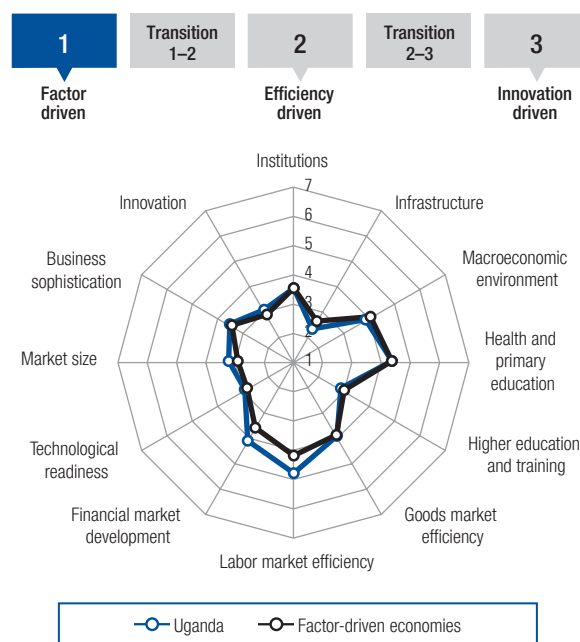 1
Transition
1–2
2
Transition
2–3
3
Factor
driven
Efficiency
driven
Innovation
driven
Institutions
Innovation
Infrastructure
Business
sophistication
Macroeconomic
environment
Market size
Health and
primary
education
Technological
readiness
Higher education
and training
Financial market
development
Goods market
efficiency
Labor market efficiency
7
6
5
4
3
2
1
Uganda
Factor-driven economies